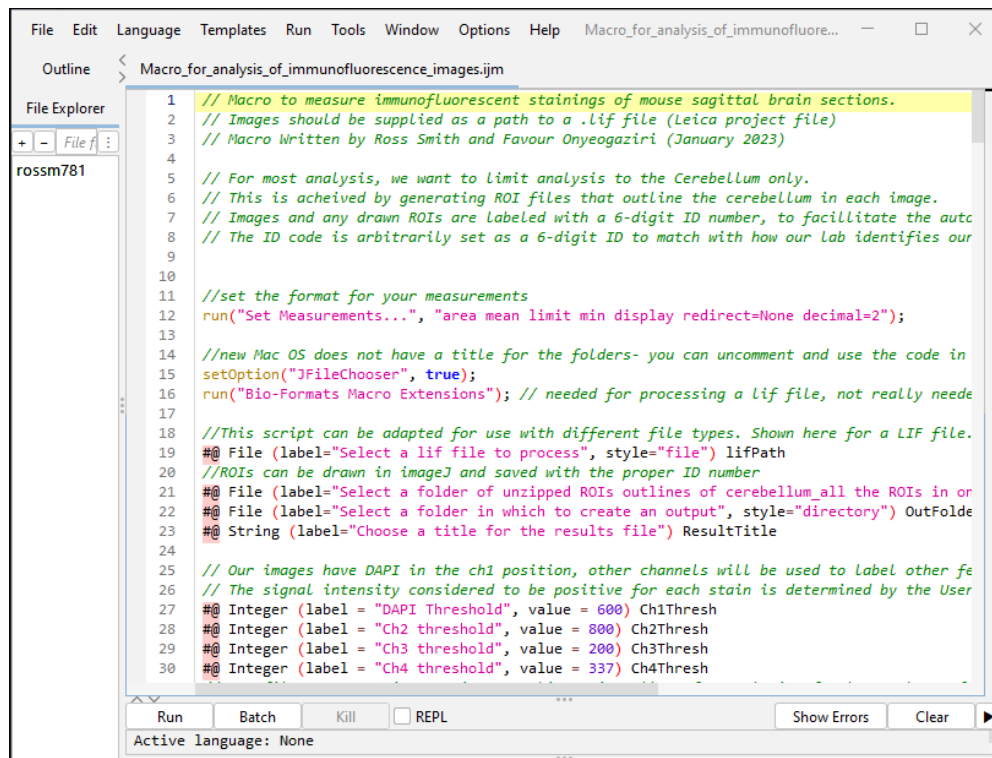 File Edit Language Templates Run Tools Window Options Help Macro_for_analysis_of_immunofluore...
Outline
Macro_for_analysis_of_immunofluorescence_images.ijm
File Explorer
+ - File f
rossm781
1 // Macro to measure immunofluorescent stainings of mouse sagittal brain sections.
2 // Images should be supplied as a path to a .lif file (Leica project file)
3 // Macro Written by Ross Smith and Favour Onyeogaziri (January 2023)
4
5 // For most analysis, we want to limit analysis to the Cerebellum only.
6 // This is acheived by generating ROI files that outline the cerebellum in each image.
7 // Images and any drawn ROIs are labeled with a 6-digit ID number, to facillitate the auto
8 // The ID code is arbitrarily set as a 6-digit ID to match with how our lab identifies our
9
10
11 //set the format for your measurements
12 run("Set Measurements...", "area mean limit min display redirect=None decimal=2");
13
14 //new Mac OS does not have a title for the folders- you can uncomment and use the code in
15 setOption("JFileChooser", true);
16 run("Bio-Formats Macro Extensions"); // needed for processing a lif file, not really neede
17
18 //This script can be adapted for use with different file types. Shown here for a LIF file.
19 #@ File (label="Select a lif file to process", style="file") lifPath
20 //ROIs can be drawn in imageJ and saved with the proper ID number
21 #@ File (label="Select a folder of unzipped ROIs outlines of cerebellum_all the ROIs in on
22 #@ File (label="Select a folder in which to create an output", style="directory") OutFolde
23 #@ String (label="Choose a title for the results file") ResultTitle
24
25 // Our images have DAPI in the ch1 position, other channels will be used to label other fe
26 // The signal intensity considered to be positive for each stain is determined by the User
27 #@ Integer (label = "DAPI Threshold", value = 600) Ch1Thresh
28 #@ Integer (label = "Ch2 threshold", value = 800) Ch2Thresh
29 #@ Integer (label = "Ch3 threshold", value = 200) Ch3Thresh
30 #@ Integer (label = "Ch4 threshold", value = 337) Ch4Thresh
Run Batch Kill REPL Show Errors Clear
Active language: None